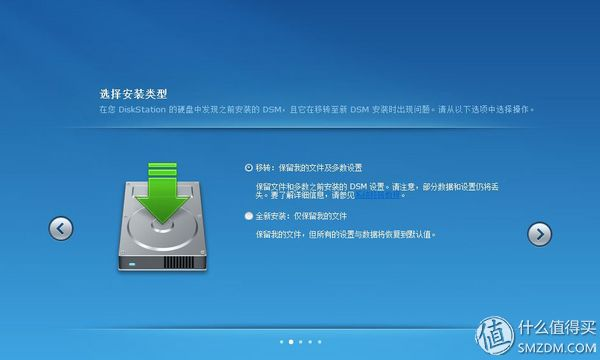 选择安装类型
在您 DiskStation 的硬盘中发现之前安装的 DSM，且它在移转至新 DSM 安装时出现问题。请从以下选项中选择操作。
移转：保留我的文件及多数设置
保留文件和多数之前安装的 DSM 设置。请注意，部分数据和设置仍将丢
失。要了解详细信息，请参见
。
全新安装：仅保留我的文件
保留我的文件，但所有的设置与数据将恢复到默认值。
值 什么值得买
SMZDM.COM